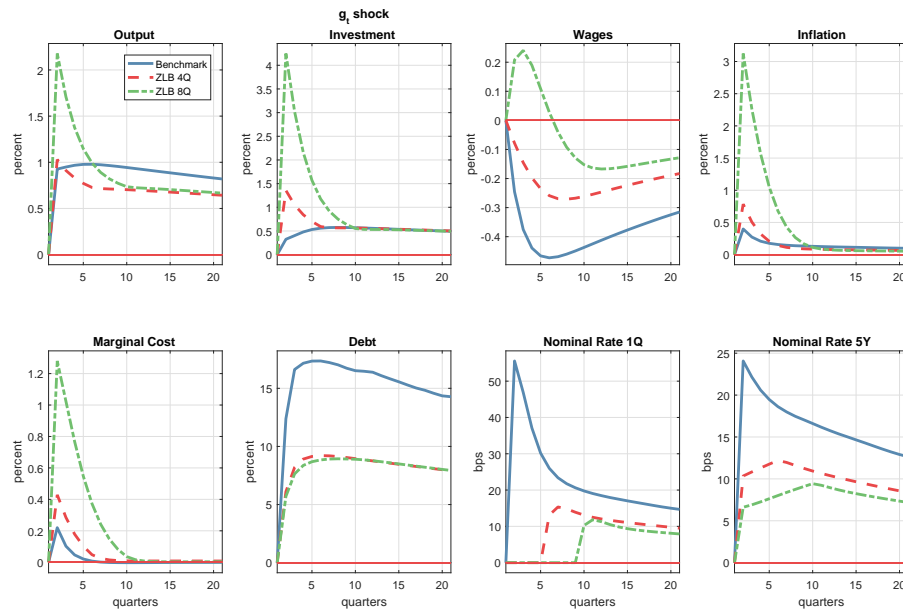 g_t shock
Output
Investment
Wages
Inflation
Benchmark
ZLB 4Q
ZLB 8Q
percent
2
1.5
1
0.5
0
5 10 15 20
percent
4.5
4
3.5
3
2.5
2
1.5
1
0.5
0
5 10 15 20
percent
0.2
0.1
0
-0.1
-0.2
-0.3
-0.4
5 10 15 20
percent
3
2.5
2
1.5
1
0.5
0
5 10 15 20
Marginal Cost
Debt
Nominal Rate 1Q
Nominal Rate 5Y
percent
1.2
1
0.8
0.6
0.4
0.2
0
5 10 15 20
quarters
percent
15
10
5
0
5 10 15 20
quarters
bps
50
40
30
20
10
0
5 10 15 20
quarters
bps
25
20
15
10
5
0
5 10 15 20
quarters